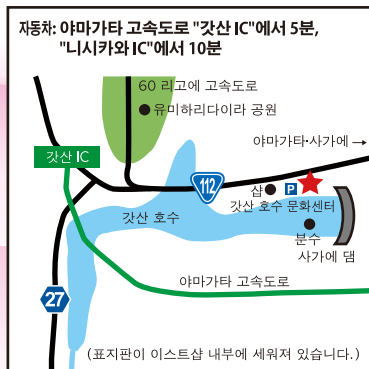 자동차: 야마가타 고속도로 "갓산 IC"에서 5분,
"니시카와 IC"에서 10분
60 리고에 고속도로
유미하리다이라 공원
야마가타·사가에 →
갓산 IC
112
샵
P
갓산 호수 문화센터
갓산 호수
분수
사가에 댐
야마가타 고속도로
27
(표지판이 이스트샵 내부에 세워져 있습니다.)